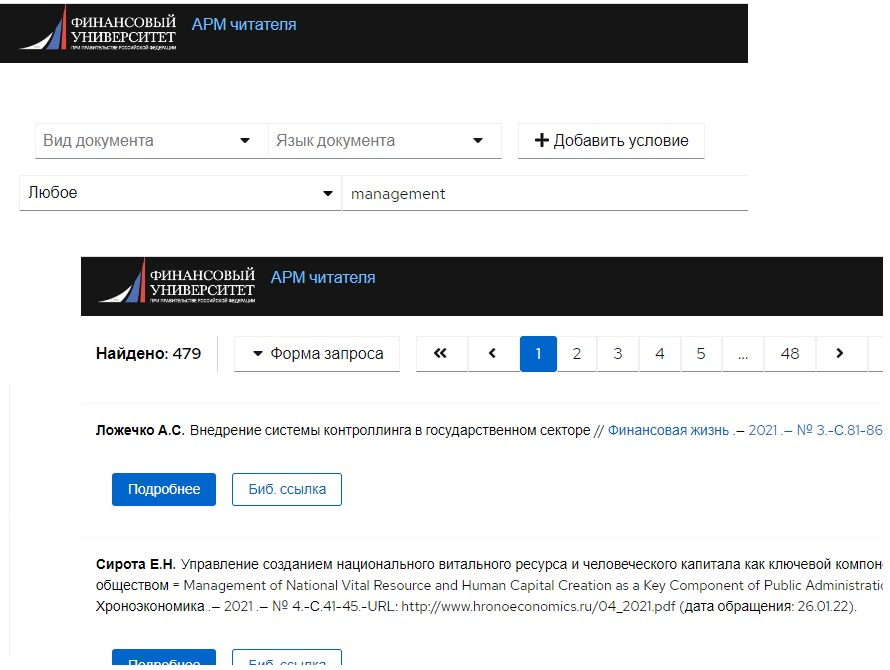 ФИНАНСОВЫЙ
УНИВЕРСИТЕТ
ПРИ ПРАВИТЕЛЬСТВЕ РОССИЙСКОЙ ФЕДЕРАЦИИ
АРМ читателя
Вид документа Язык документа Добавить условие
Любое management
ФИНАНСОВЫЙ
УНИВЕРСИТЕТ
ПРИ ПРАВИТЕЛЬСТВЕ РОССИЙСКОЙ ФЕДЕРАЦИИ
АРМ читателя
Найдено: 479 Форма запроса 1 2 3 4 5 ... 48
Ложечко А.С. Внедрение системы контроллинга в государственном секторе // Финансовая жизнь .– 2021 .– № 3.-С.81-86
Подробнее Биб. ссылка
Сирота Е.Н. Управление созданием национального витального ресурса и человеческого капитала как ключевой компон
обществом = Management of National Vital Resource and Human Capital Creation as a Key Component of Public Administrati
Хроноэкономика .– 2021 .– № 4.-С.41-45.-URL: http://www.hronoeconomics.ru/04_2021.pdf (дата обращения: 26.01.22).
Подробнее Биб. ссылка